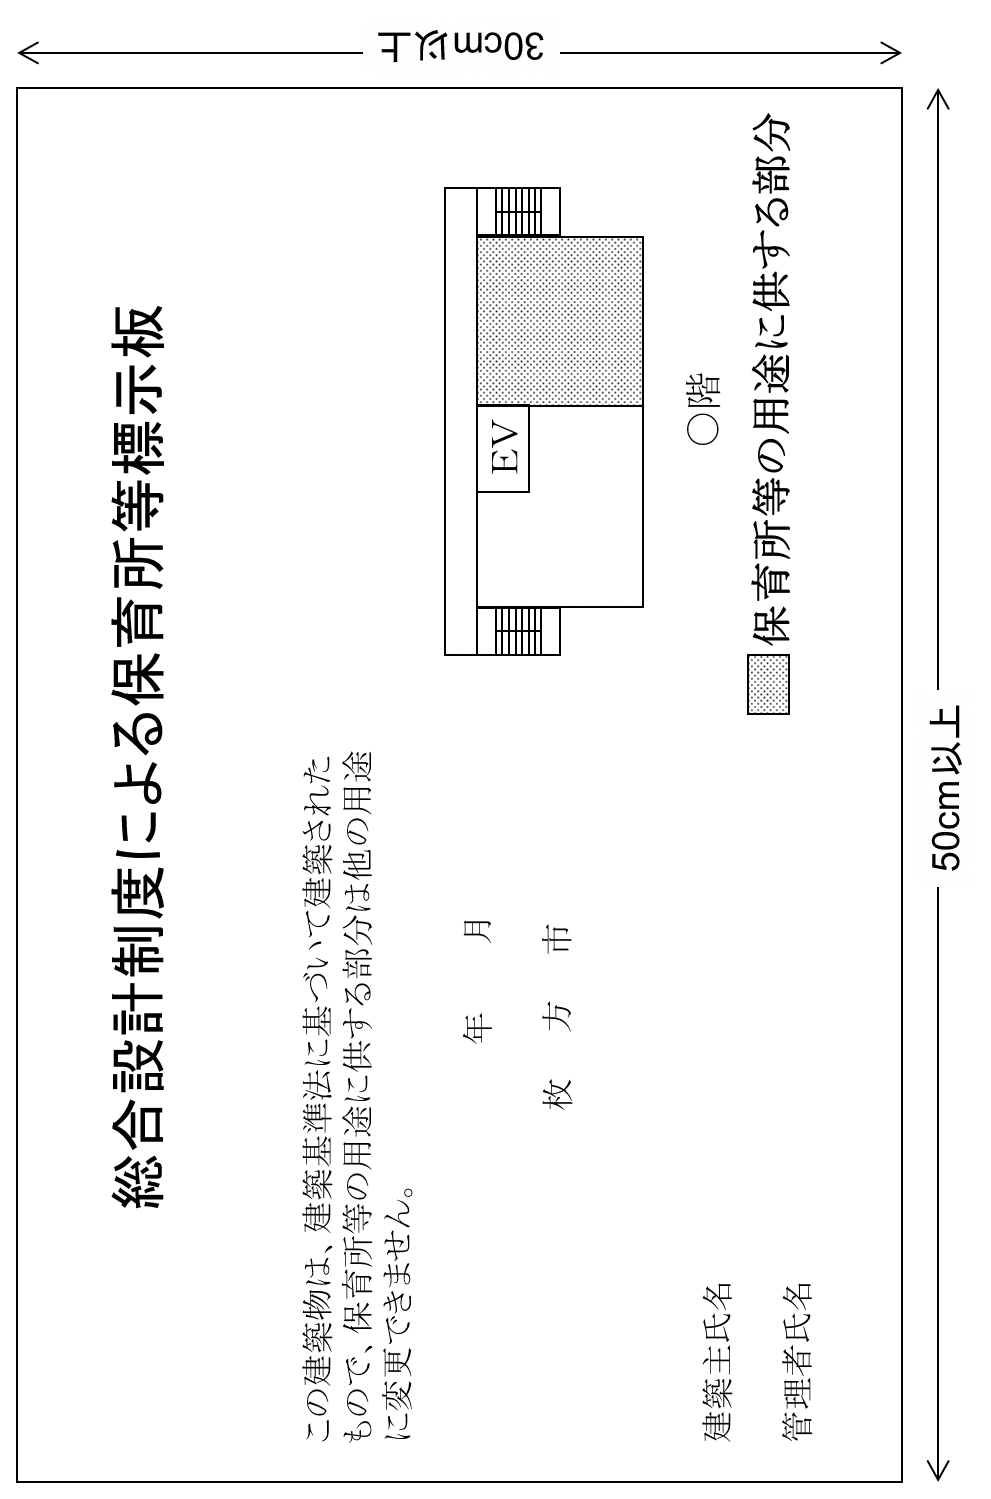 30cm以上
総合設計制度による保育所等標示板
この建築物は、建築基準法に基づいて建築された
もので、保育所等の用途に供する部分は他の用途
に変更できません。
年 月
枚 方 市
建築主氏名
管理者氏名
EV
〇階
保育所等の用途に供する部分
50cm以上